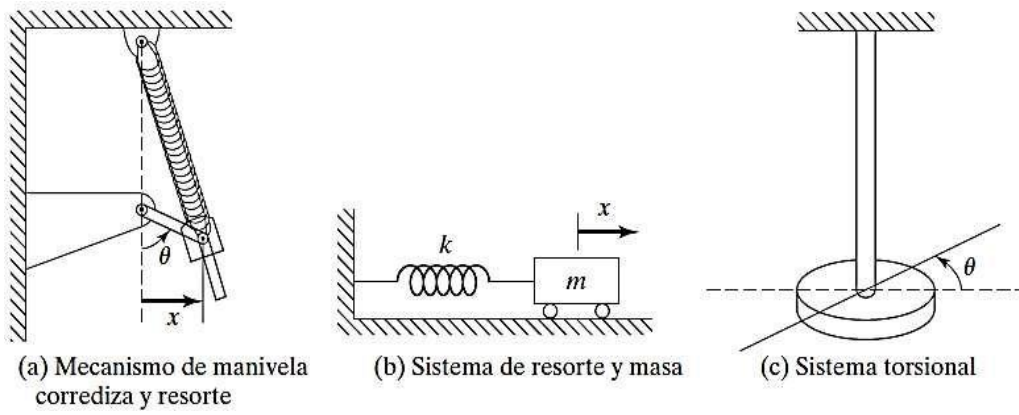 θ
x
k
m
x
θ
(a) Mecanismo de manivela
corrediza y resorte
(b) Sistema de resorte y masa
(c) Sistema torsional